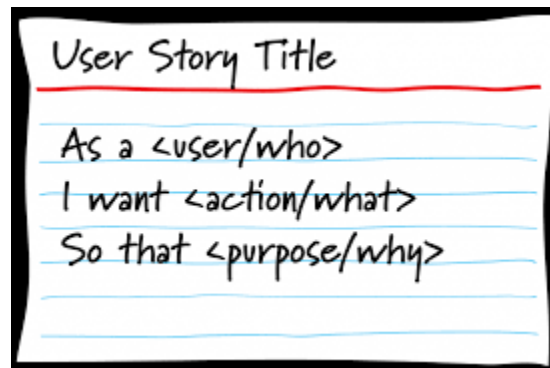 User Story Title
As a <user/who>
I want <action/what>
So that <purpose/why>